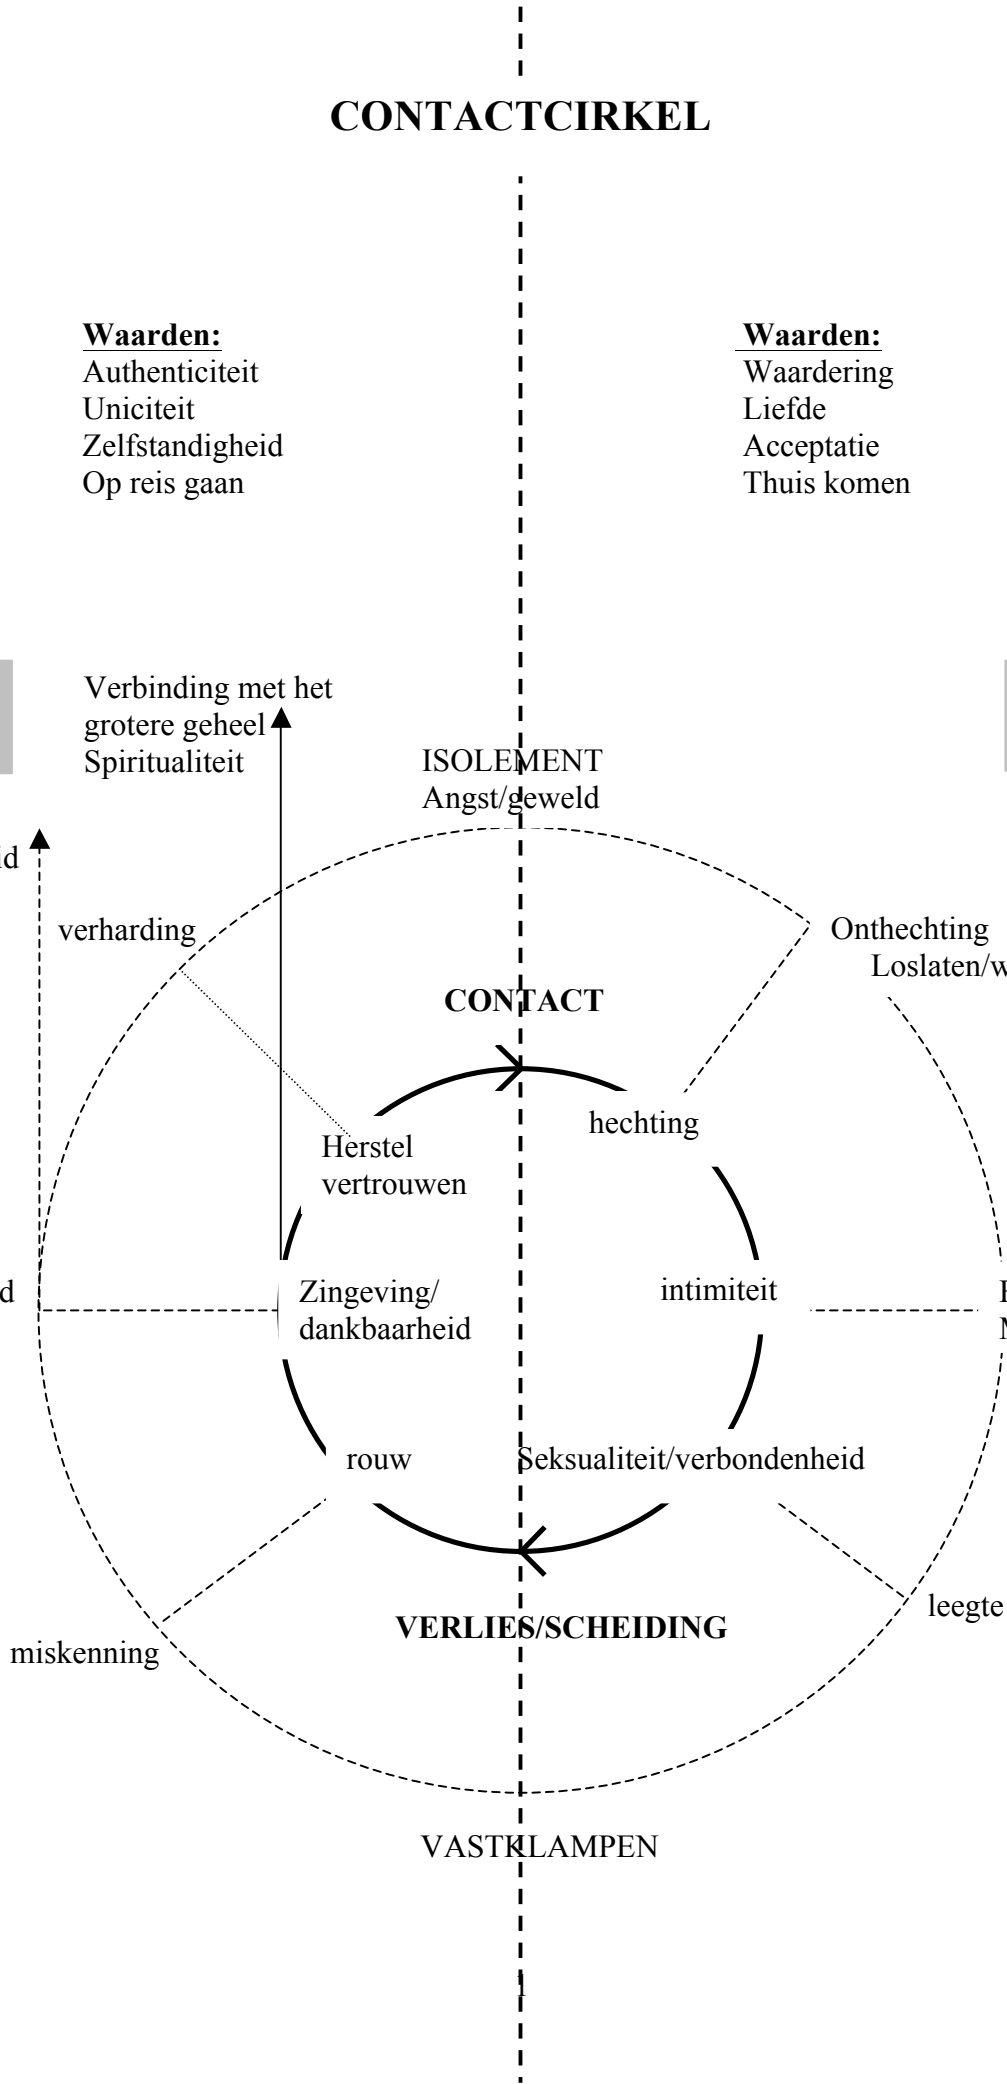 CONTACTCIRKEL
Waarden:
Authenticiteit
Uniciteit
Zelfstandigheid
Op reis gaan
Waarden:
Waardering
Liefde
Acceptatie
Thuis komen
Verbinding met het
grotere geheel
Spiritualiteit
ISOLEMENT
Angst/geweld
verharding
Onthechting
Loslaten/w
CONTACT
hechting
Herstel
vertrouwen
Zingeving/
dankbaarheid
intimiteit
rouw
Seksualiteit/verbondenheid
leegte
VERLIES/SCHEIDING
miskenning
VASTKLAMPEN
1